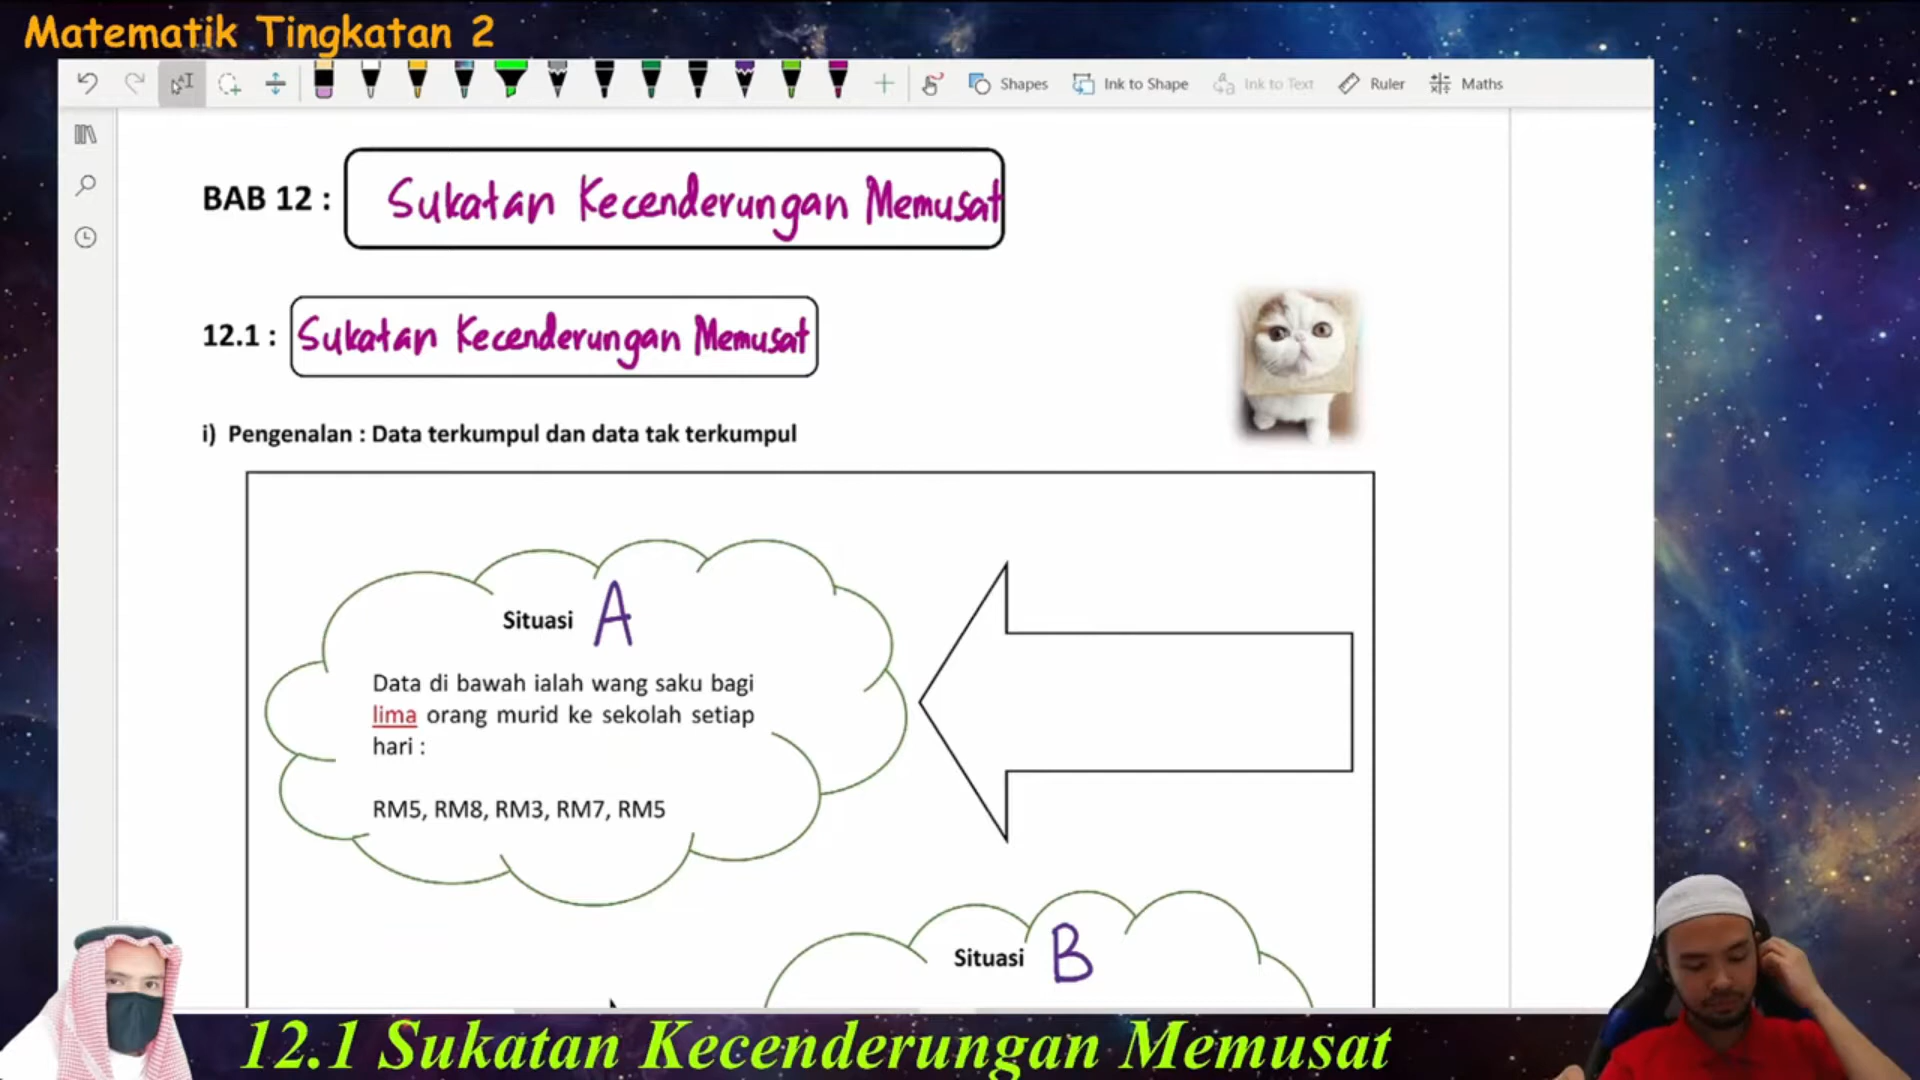 Matematik Tingkatan 2
Shapes Ink to Shape Ink to Text Ruler Maths
BAB 12 : Sukatan Kecenderungan Memusat
12.1 : Sukatan Kecenderungan Memusat
i) Pengenalan : Data terkumpul dan data tak terkumpul
Situasi A
Data di bawah ialah wang saku bagi
lima orang murid ke sekolah setiap
hari :
RM5, RM8, RM3, RM7, RM5
Situasi B
12.1 Sukatan Kecenderungan Memusat